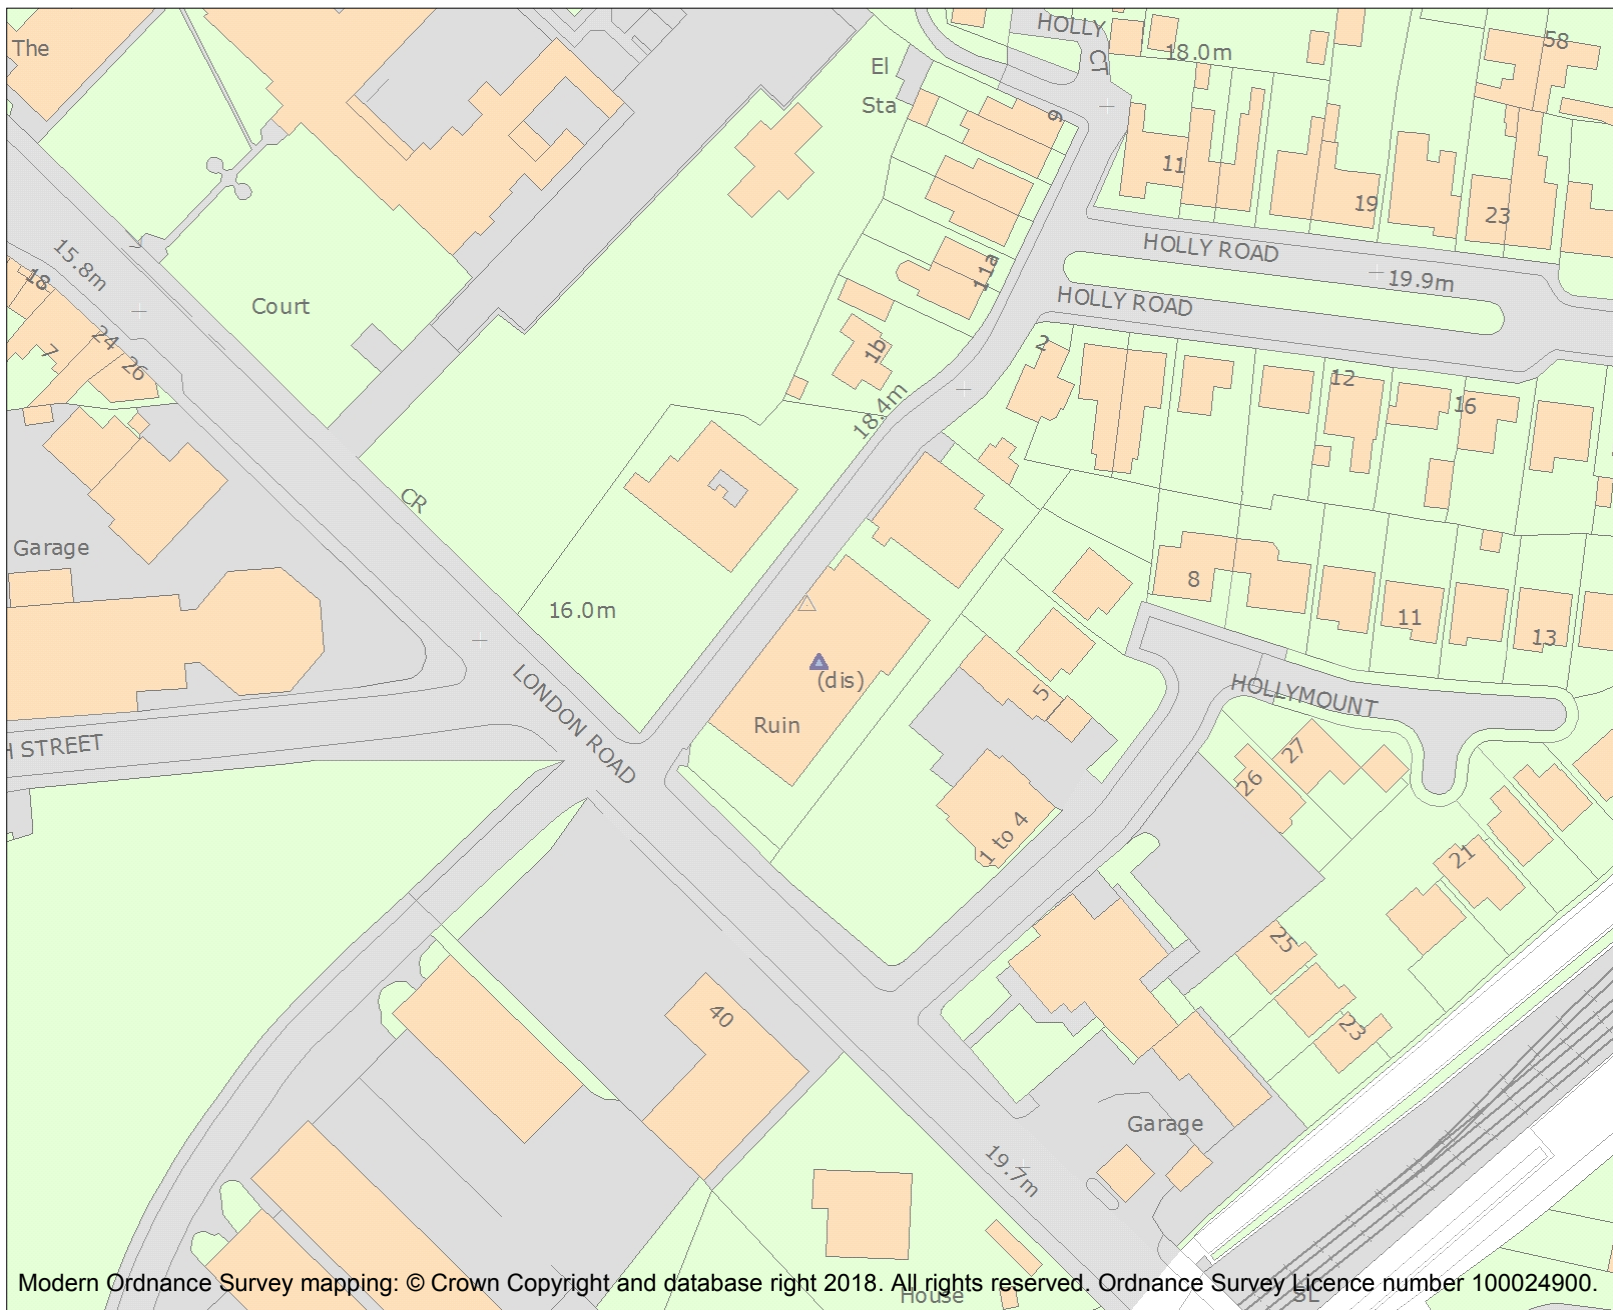 The
HOLLY
CT
18.0m
58
El
Sta
6
11
19
23
15.8m
18
HOLLY ROAD
11a
19.9m
Court
HOLLY ROAD
24
26
7
1b
2
12
16
18.4m
CR
Garage
8
16.0m
11
13
LONDON ROAD
(dis)
5
HOLLYMOUNT
Ruin
H STREET
27
26
1 to 4
21
25
40
23
Garage
19.7m
House
SL
Modern Ordnance Survey mapping: © Crown Copyright and database right 2018. All rights reserved. Ordnance Survey Licence number 100024900.